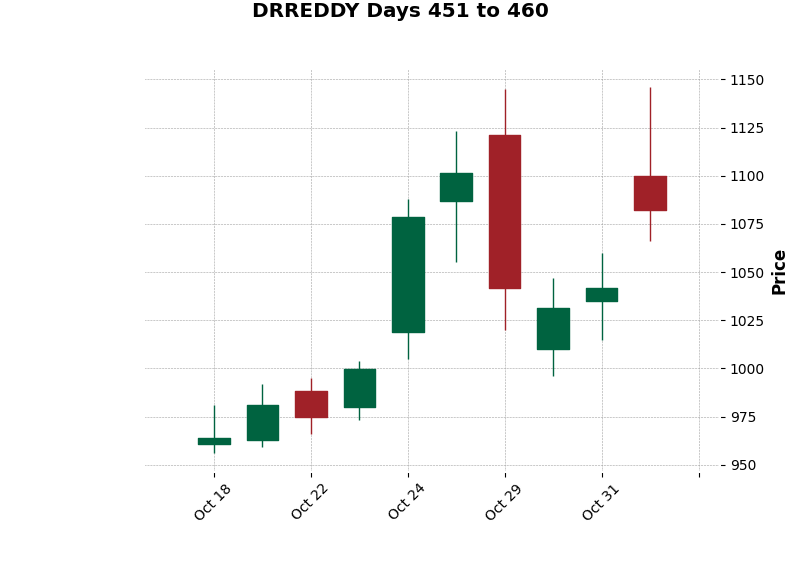 DRREDDY Days 451 to 460
1150
1125
1100
1075
1050
1025
1000
975
950
Price
Oct 18
Oct 22
Oct 24
Oct 29
Oct 31